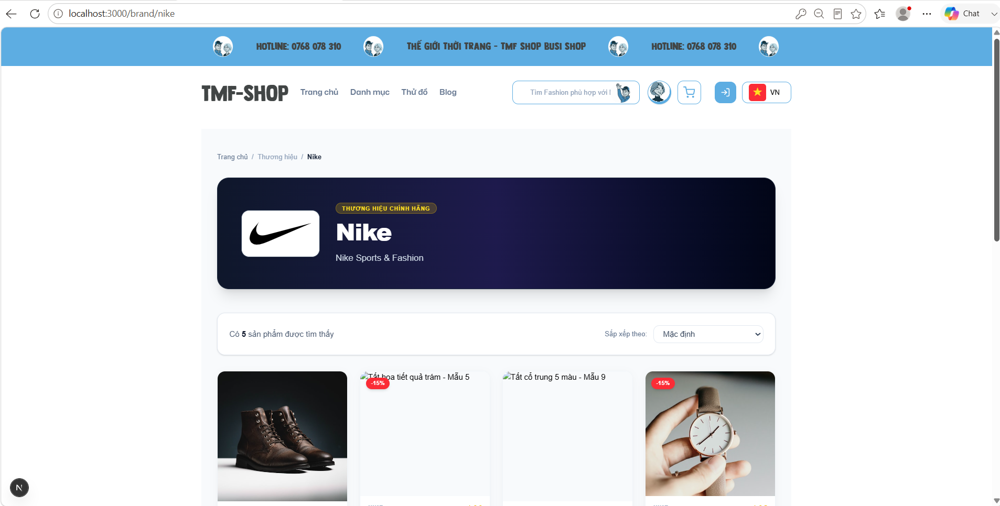 localhost:3000/brand/nike
Chat
HOTLINE: 0768 078 310
THẾ GIỚI THỜI TRANG - TMF SHOP BUSI SHOP
HOTLINE: 0768 078 310
TMF-SHOP
Trang chủ
Danh mục
Thử đồ
Blog
Tìm Fashion phù hợp với
VN
Trang chủ / Thương hiệu / Nike
THƯƠNG HIỆU CHÍNH HÃNG
Nike
Nike Sports & Fashion
Có 5 sản phẩm được tìm thấy
Sắp xếp theo:
Mặc định
Tất họa tiết quả trám - Mẫu 5
-15%
Tất cổ trung 5 màu - Mẫu 9
-15%
N